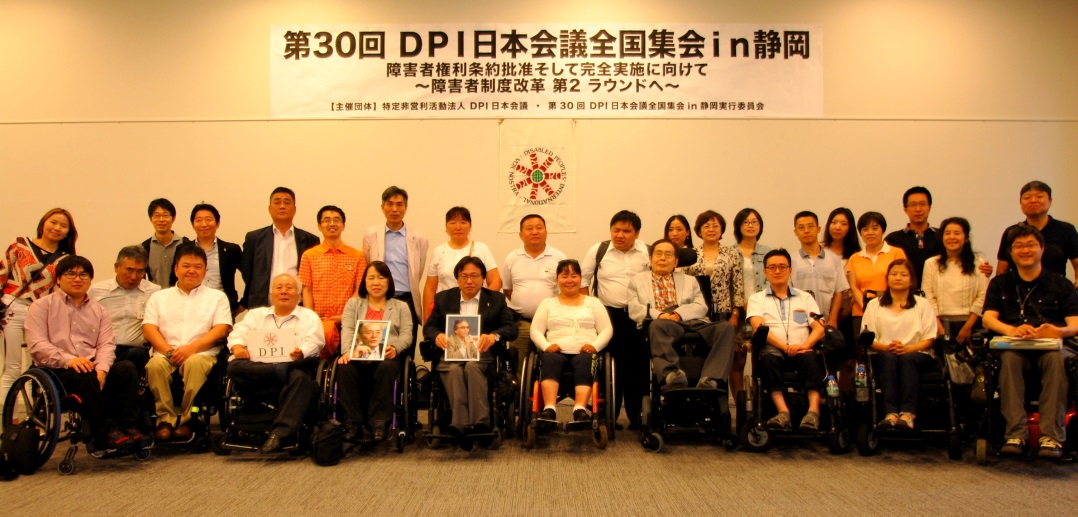 第30回 DPI日本会議全国集会in静岡
障害者権利条約批准そして完全実施に向けて
～障害者制度改革 第2 ラウンドへ～
【主催団体】特定非営利活動法人 DPI日本会議 ・ 第30回 DPI日本会議全国集会 in 静岡実行委員会
VOX NOSTRA - DISABLED PEOPLES' INTERNATIONAL
DPI